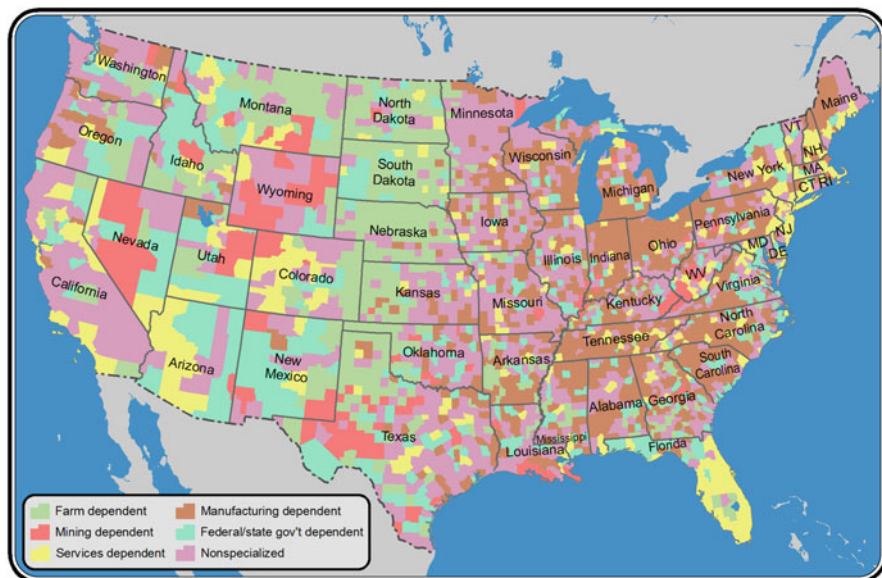 Washington
Montana
North
Dakota
Minnesota
Maine
Oregon
Idaho
Wyoming
South
Dakota
Wisconsin
Michigan
VT
NH
New York
MA
CT
RI
Nevada
Utah
Nebraska
Iowa
Illinois
Indiana
Ohio
Pennsylvania
NJ
MD
DE
California
Colorado
Kansas
Missouri
Kentucky
WV
Virginia
Arizona
New
Mexico
Oklahoma
Arkansas
Tennessee
North
Carolina
South
Carolina
Texas
Louisiana
Mississippi
Alabama
Georgia
Florida
Farm dependent
Manufacturing dependent
Mining dependent
Federal/state gov't dependent
Services dependent
Nonspecialized